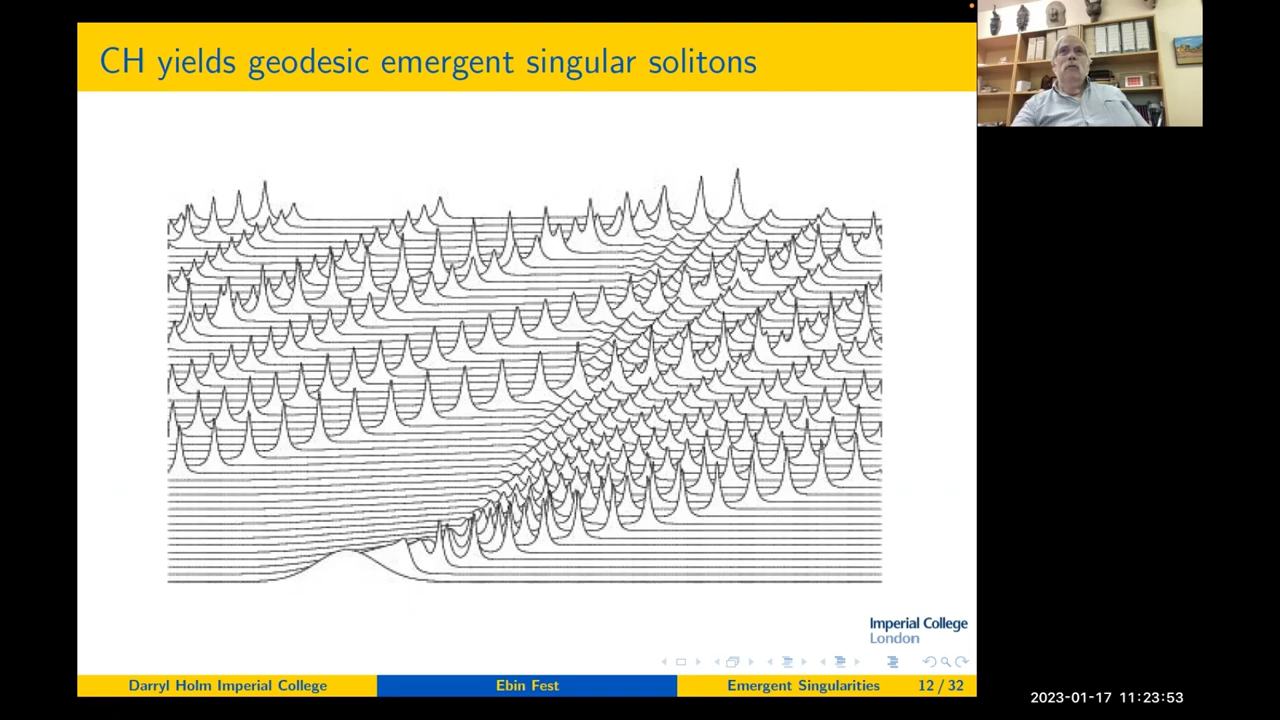 CH yields geodesic emergent singular solitons
Imperial College
London
Darryl Holm Imperial College
Ebin Fest
Emergent Singularities
12 / 32
2023-01-17 11:23:53